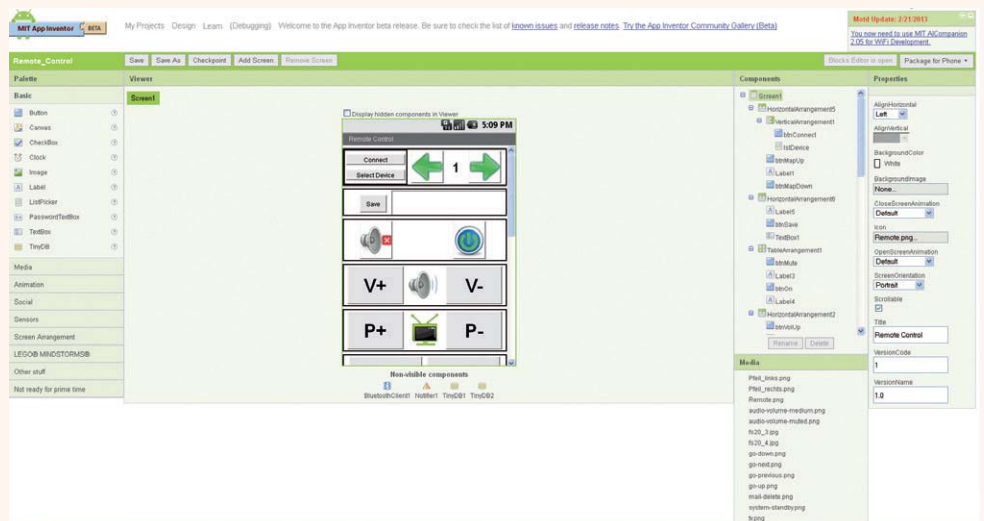 MIT App Inventor BETA
My Projects Design Learn (Debugging) Welcome to the App Inventor beta release. Be sure to check the list of known issues and release notes. Try the App Inventor Community Gallery (Beta)
Mold Update: 2/21/2013
You now need to use MIT AICompanion
2.05 for WiFi Development.
Remote_Control
Save Save As Checkpoint Add Screen Remove Screen
Blocks Editor is open Package for Phone
Palette
Basic
Button
Canvas
CheckBox
Clock
Image
Label
ListPicker
PasswordTextBox
TextBox
TinyDB
Media
Animation
Social
Sensors
Screen Arrangement
LEGO® MINDSTORMS®
Other stuff
Not ready for prime time
Viewer
Screen1
Display hidden components in Viewer
5:09 PM
Remote Control
Connect
Select Device
1
Save
V+ V-
P+ P-
Non-visible components
BluetoothClient1 Notifier1 TinyDB1 TinyDB2
Components
Screen1
HorizontalArrangement5
VerticalArrangement1
btnConnect
lstDevice
btnMapUp
Label1
btnMapDown
HorizontalArrangement6
Label5
btnSave
TextBox1
TableArrangement1
btnMute
Label3
btnOn
Label4
HorizontalArrangement2
btnVolUp
Rename Delete
Media
Pfeil_links.png
Pfeil_rechts.png
Remote.png
audio-volume-medium.png
audio-volume-muted.png
fs20_3.jpg
fs20_4.jpg
go-down.png
go-next.png
go-previous.png
go-up.png
mail-delete.png
system-standby.png
tv.png
Properties
AlignHorizontal
Left
AlignVertical
BackgroundColor
White
BackgroundImage
None...
CloseScreenAnimation
Default
Icon
Remote.png...
OpenScreenAnimation
Default
ScreenOrientation
Portrait
Scrollable
Title
Remote Control
VersionCode
1
VersionName
1.0